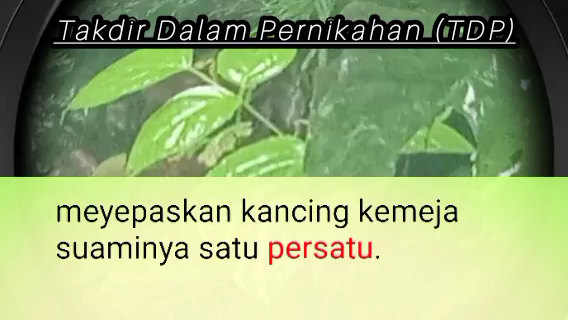 Takdir Dalam Pernikahan (TDP)
meyepaskan kancing kemeja
suaminya satu persatu.